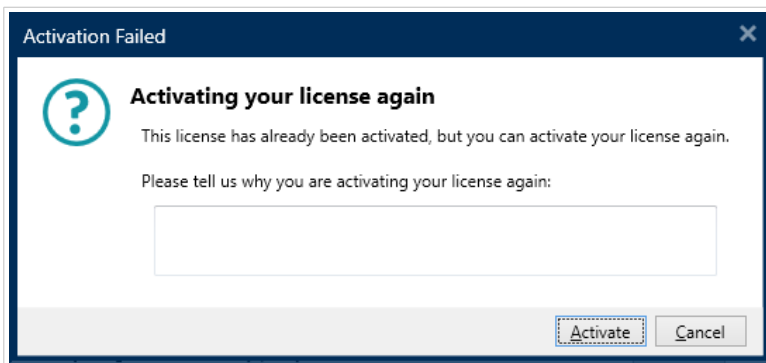 Activation Failed
Activating your license again
This license has already been activated, but you can activate your license again.
Please tell us why you are activating your license again:
Activate
Cancel